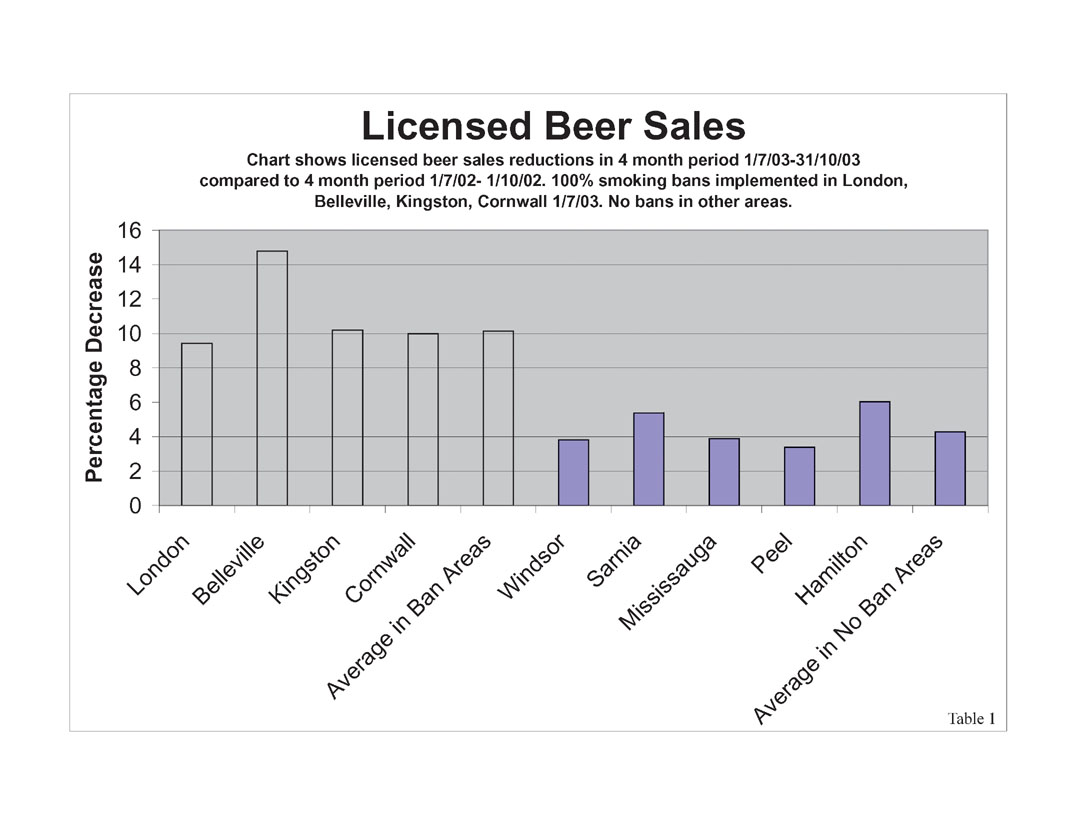 Licensed Beer Sales
Chart shows licensed beer sales reductions in 4 month period 1/7/03-31/10/03
compared to 4 month period 1/7/02- 1/10/02. 100% smoking bans implemented in London,
Belleville, Kingston, Cornwall 1/7/03. No bans in other areas.
Percentage Decrease
16
14
12
10
8
6
4
2
0
London
Belleville
Kingston
Cornwall
Average in Ban Areas
Windsor
Sarnia
Mississauga
Peel
Hamilton
Average in No Ban Areas
Table 1